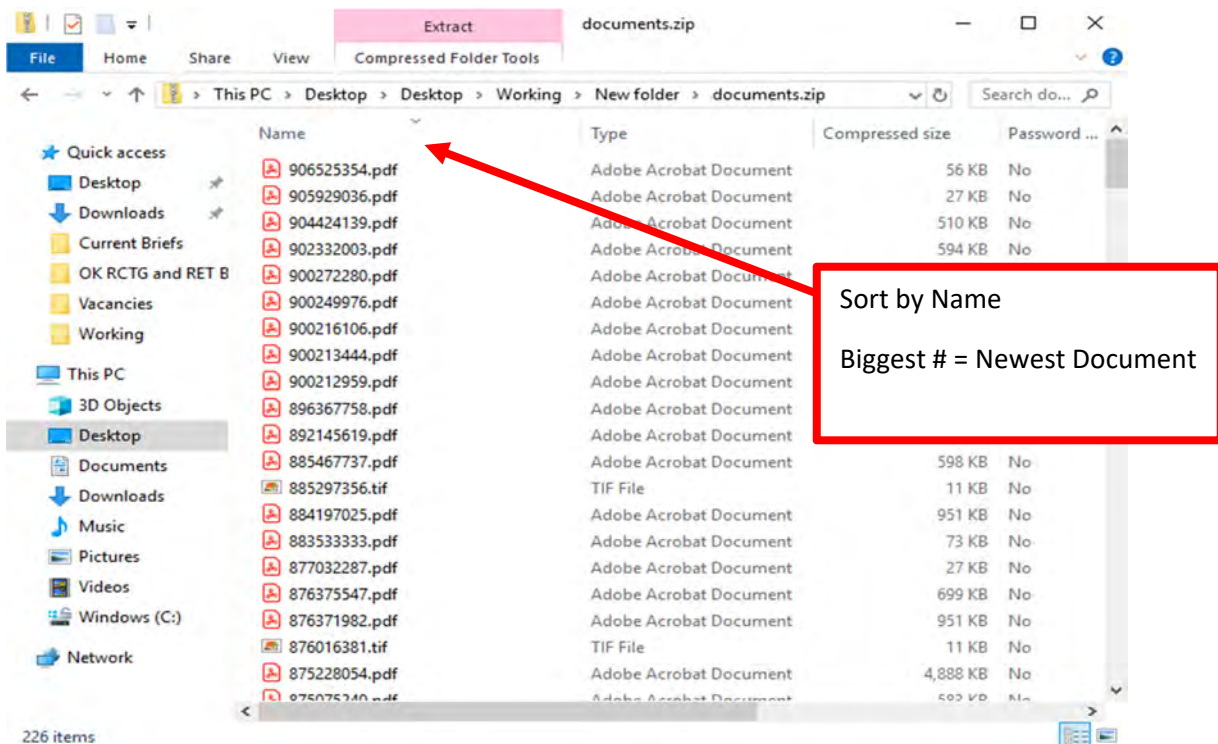 Extract documents.zip
File Home Share View Compressed Folder Tools
> This PC > Desktop > Desktop > Working > New folder > documents.zip Search do...
Name Type Compressed size Password ...
Quick access
Desktop
Downloads
Current Briefs
OK RCTG and RET B
Vacancies
Working
This PC
3D Objects
Desktop
Documents
Downloads
Music
Pictures
Videos
Windows (C:)
Network
906525354.pdf Adobe Acrobat Document 56 KB No
905929036.pdf Adobe Acrobat Document 27 KB No
904424139.pdf Adobe Acrobat Document 510 KB No
902332003.pdf Adobe Acrobat Document 594 KB No
900272280.pdf Adobe Acrobat Document
900249976.pdf Adobe Acrobat Document
900216106.pdf Adobe Acrobat Document
900213444.pdf Adobe Acrobat Document
900212959.pdf Adobe Acrobat Document
896367758.pdf Adobe Acrobat Document
892145619.pdf Adobe Acrobat Document
885467737.pdf Adobe Acrobat Document 598 KB No
885297356.tif TIF File 11 KB No
884197025.pdf Adobe Acrobat Document 951 KB No
883533333.pdf Adobe Acrobat Document 73 KB No
877032287.pdf Adobe Acrobat Document 27 KB No
876375547.pdf Adobe Acrobat Document 699 KB No
876371982.pdf Adobe Acrobat Document 951 KB No
876016381.tif TIF File 11 KB No
875228054.pdf Adobe Acrobat Document 4,888 KB No
Adobe Acrobat Document
Sort by Name
Biggest # = Newest Document
226 items